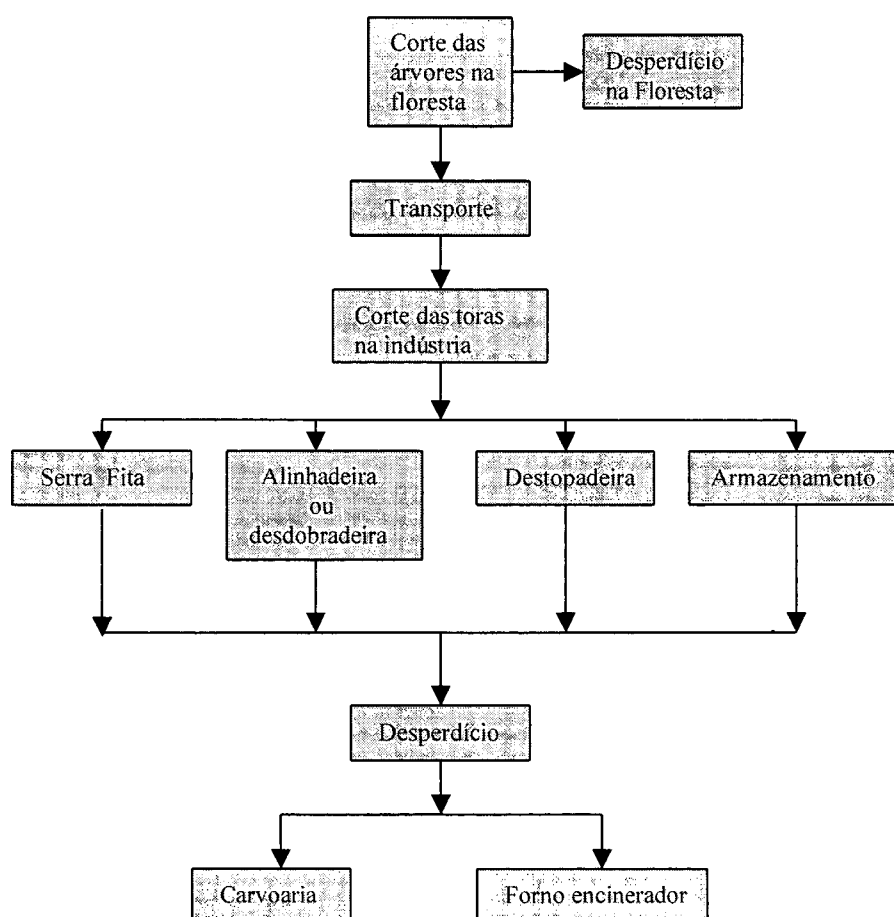 Corte das
árvores na
floresta
Desperdício
na Floresta
Transporte
Corte das toras
na indústria
Serra Fita
Alinhadeira
ou
desdobradeira
Destopadeira
Armazenamento
Desperdício
Carvoaria
Forno encinerador